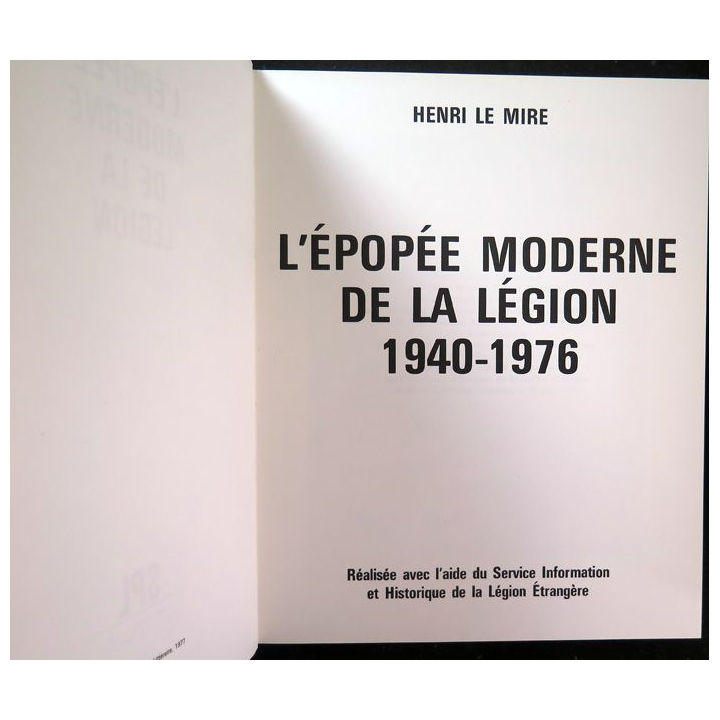 HENRI LE MIRE
L'ÉPOPÉE MODERNE
DE LA LÉGION
1940-1976
Réalisée avec l'aide du Service Information
et Historique de la Légion Étrangère
1977